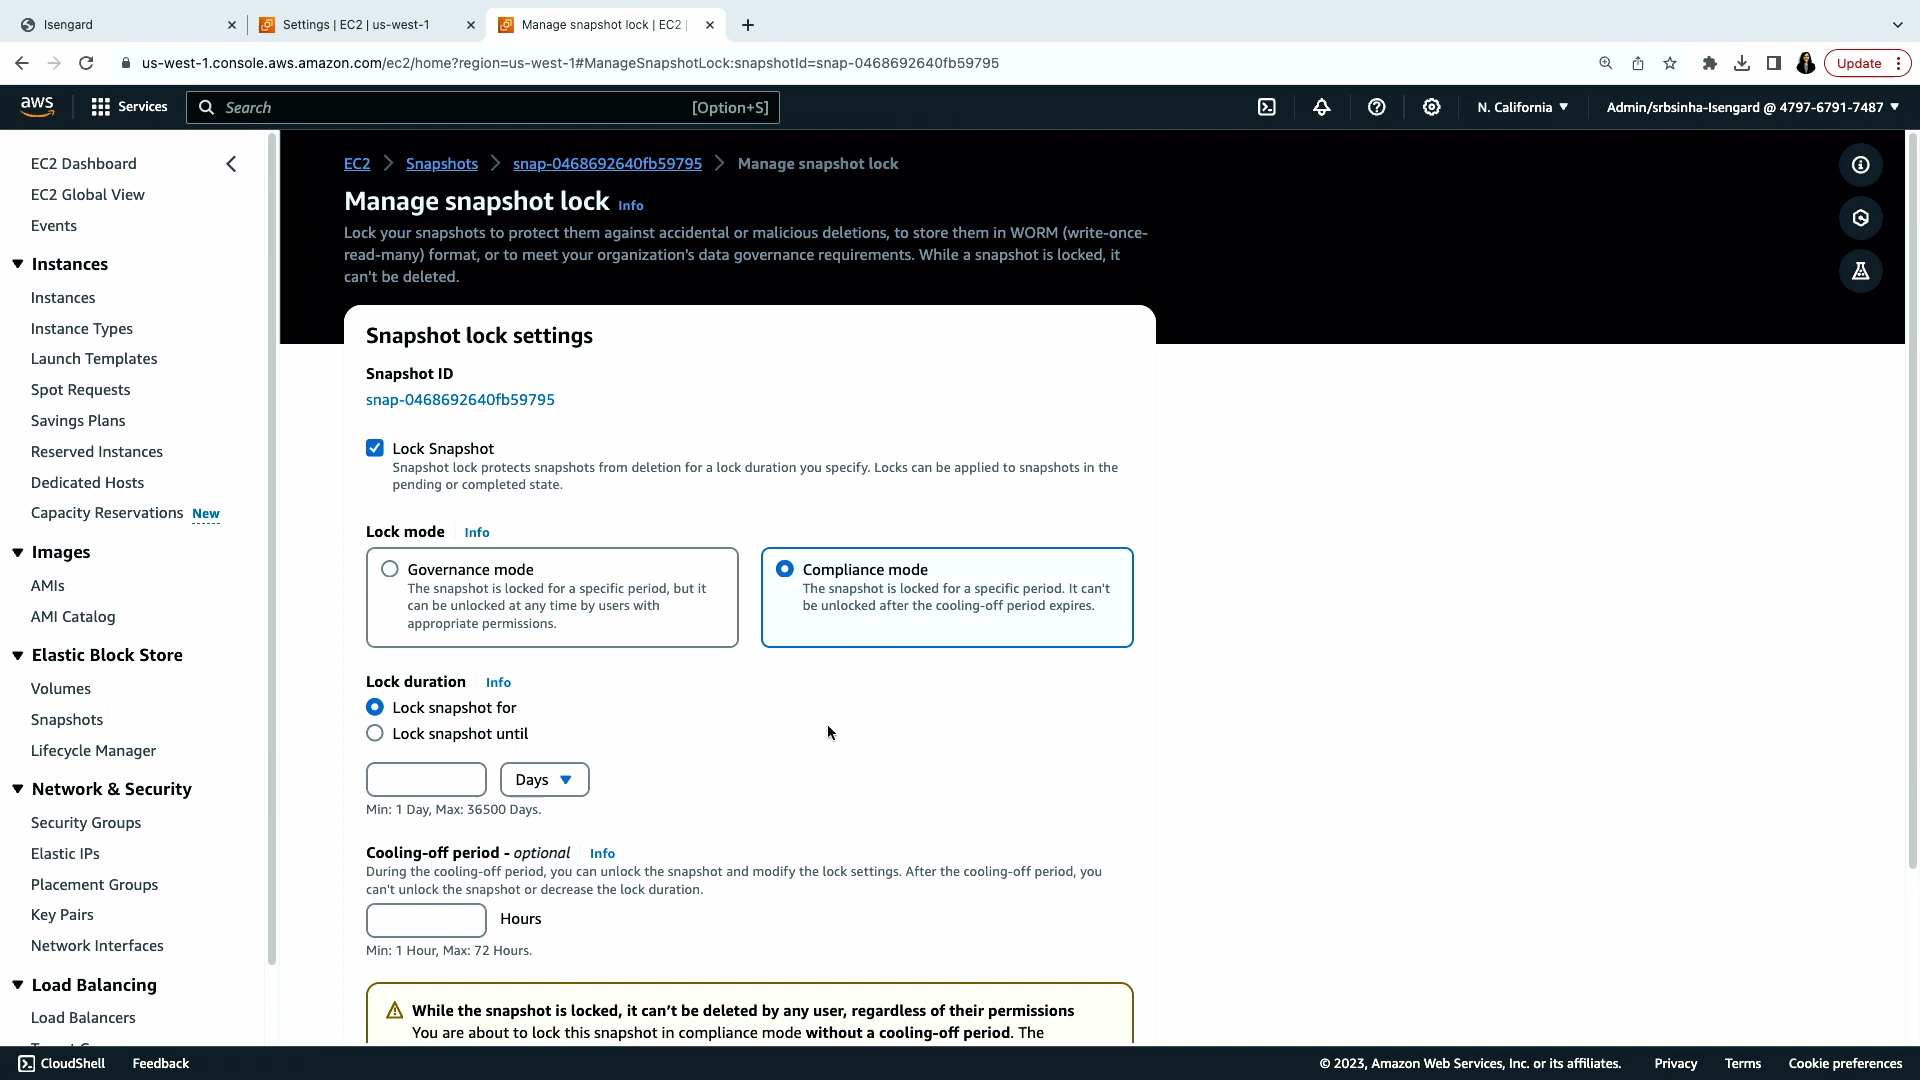 Isengard
Settings | EC2 | us-west-1
Manage snapshot lock | EC2 |
us-west-1.console.aws.amazon.com/ec2/home?region=us-west-1#ManageSnapshotLock:snapshotId=snap-0468692640fb59795
Update
aws
Services
Search
[Option+S]
N. California
Admin/srbsinha-Isengard @ 4797-6791-7487
EC2 Dashboard
EC2 Global View
Events
Instances
Instances
Instance Types
Launch Templates
Spot Requests
Savings Plans
Reserved Instances
Dedicated Hosts
Capacity Reservations New
Images
AMIs
AMI Catalog
Elastic Block Store
Volumes
Snapshots
Lifecycle Manager
Network & Security
Security Groups
Elastic IPs
Placement Groups
Key Pairs
Network Interfaces
Load Balancing
Load Balancers
EC2 > Snapshots > snap-0468692640fb59795 > Manage snapshot lock
Manage snapshot lock Info
Lock your snapshots to protect them against accidental or malicious deletions, to store them in WORM (write-once-
read-many) format, or to meet your organization's data governance requirements. While a snapshot is locked, it
can't be deleted.
Snapshot lock settings
Snapshot ID
snap-0468692640fb59795
Lock Snapshot
Snapshot lock protects snapshots from deletion for a lock duration you specify. Locks can be applied to snapshots in the
pending or completed state.
Lock mode Info
Governance mode
The snapshot is locked for a specific period, but it
can be unlocked at any time by users with
appropriate permissions.
Compliance mode
The snapshot is locked for a specific period. It can't
be unlocked after the cooling-off period expires.
Lock duration Info
Lock snapshot for
Lock snapshot until
Days
Min: 1 Day, Max: 36500 Days.
Cooling-off period - optional Info
During the cooling-off period, you can unlock the snapshot and modify the lock settings. After the cooling-off period, you
can't unlock the snapshot or decrease the lock duration.
Hours
Min: 1 Hour, Max: 72 Hours.
While the snapshot is locked, it can't be deleted by any user, regardless of their permissions
You are about to lock this snapshot in compliance mode without a cooling-off period. The
CloudShell
Feedback
© 2023, Amazon Web Services, Inc. or its affiliates.
Privacy
Terms
Cookie preferences